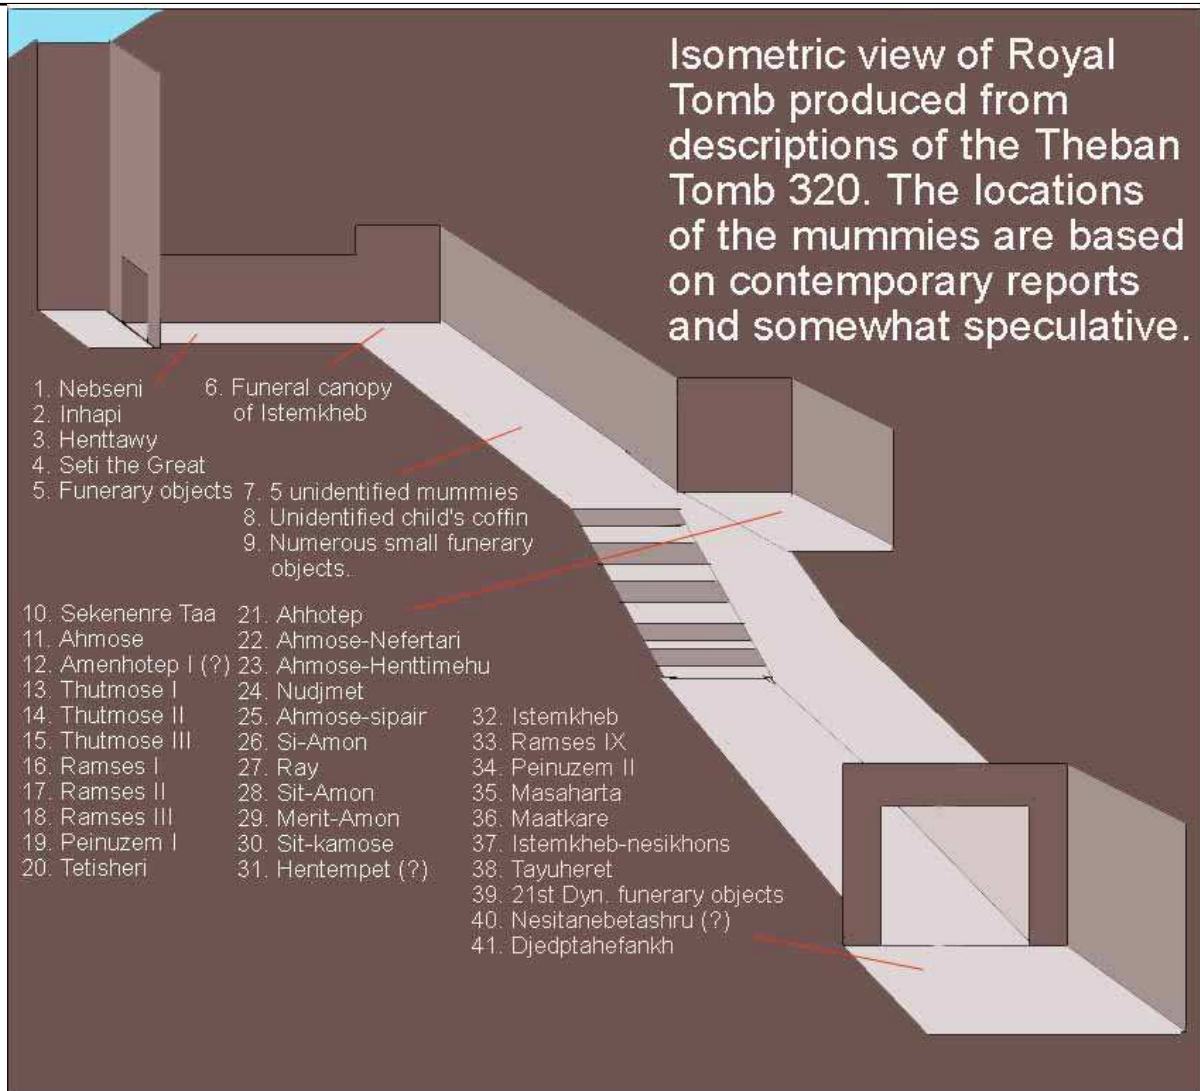 Isometric view of Royal
Tomb produced from
descriptions of the Theban
Tomb 320. The locations
of the mummies are based
on contemporary reports
and somewhat speculative.
1. Nebseni
2. Inhapi
3. Henttawy
4. Seti the Great
5. Funerary objects
6. Funeral canopy
of Istemkheb
7. 5 unidentified mummies
8. Unidentified child's coffin
9. Numerous small funerary
objects.
10. Sekenenre Taa
11. Ahmose
12. Amenhotep I (?)
13. Thutmose I
14. Thutmose II
15. Thutmose III
16. Ramses I
17. Ramses II
18. Ramses III
19. Peinuzem I
20. Tetisheri
21. Ahhotep
22. Ahmose-Nefertari
23. Ahmose-Henttimehu
24. Nudjmet
25. Ahmose-sipair
26. Si-Amon
27. Ray
28. Sit-Amon
29. Merit-Amon
30. Sit-kamose
31. Hentempet (?)
32. Istemkheb
33. Ramses IX
34. Peinuzem II
35. Masaharta
36. Maatkare
37. Istemkheb-nesikhons
38. Tayuheret
39. 21st Dyn. funerary objects
40. Nesitanebetashru (?)
41. Djedptahefankh